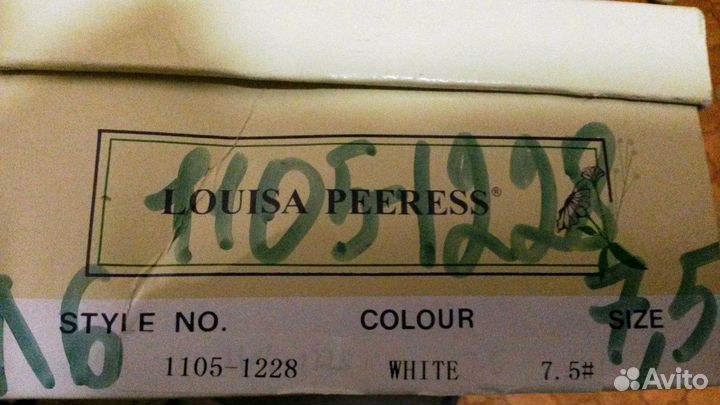 1105-1228
LOUISA PEERESS®
7,5
STYLE NO. COLOUR SIZE
1105-1228 WHITE 7.5#
Avito